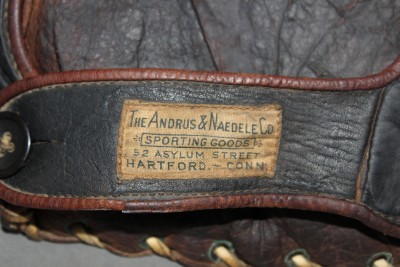 THE ANDRUS & NAEDELE CO
SPORTING GOODS
52 ASYLUM STREET
HARTFORD. - CONN.